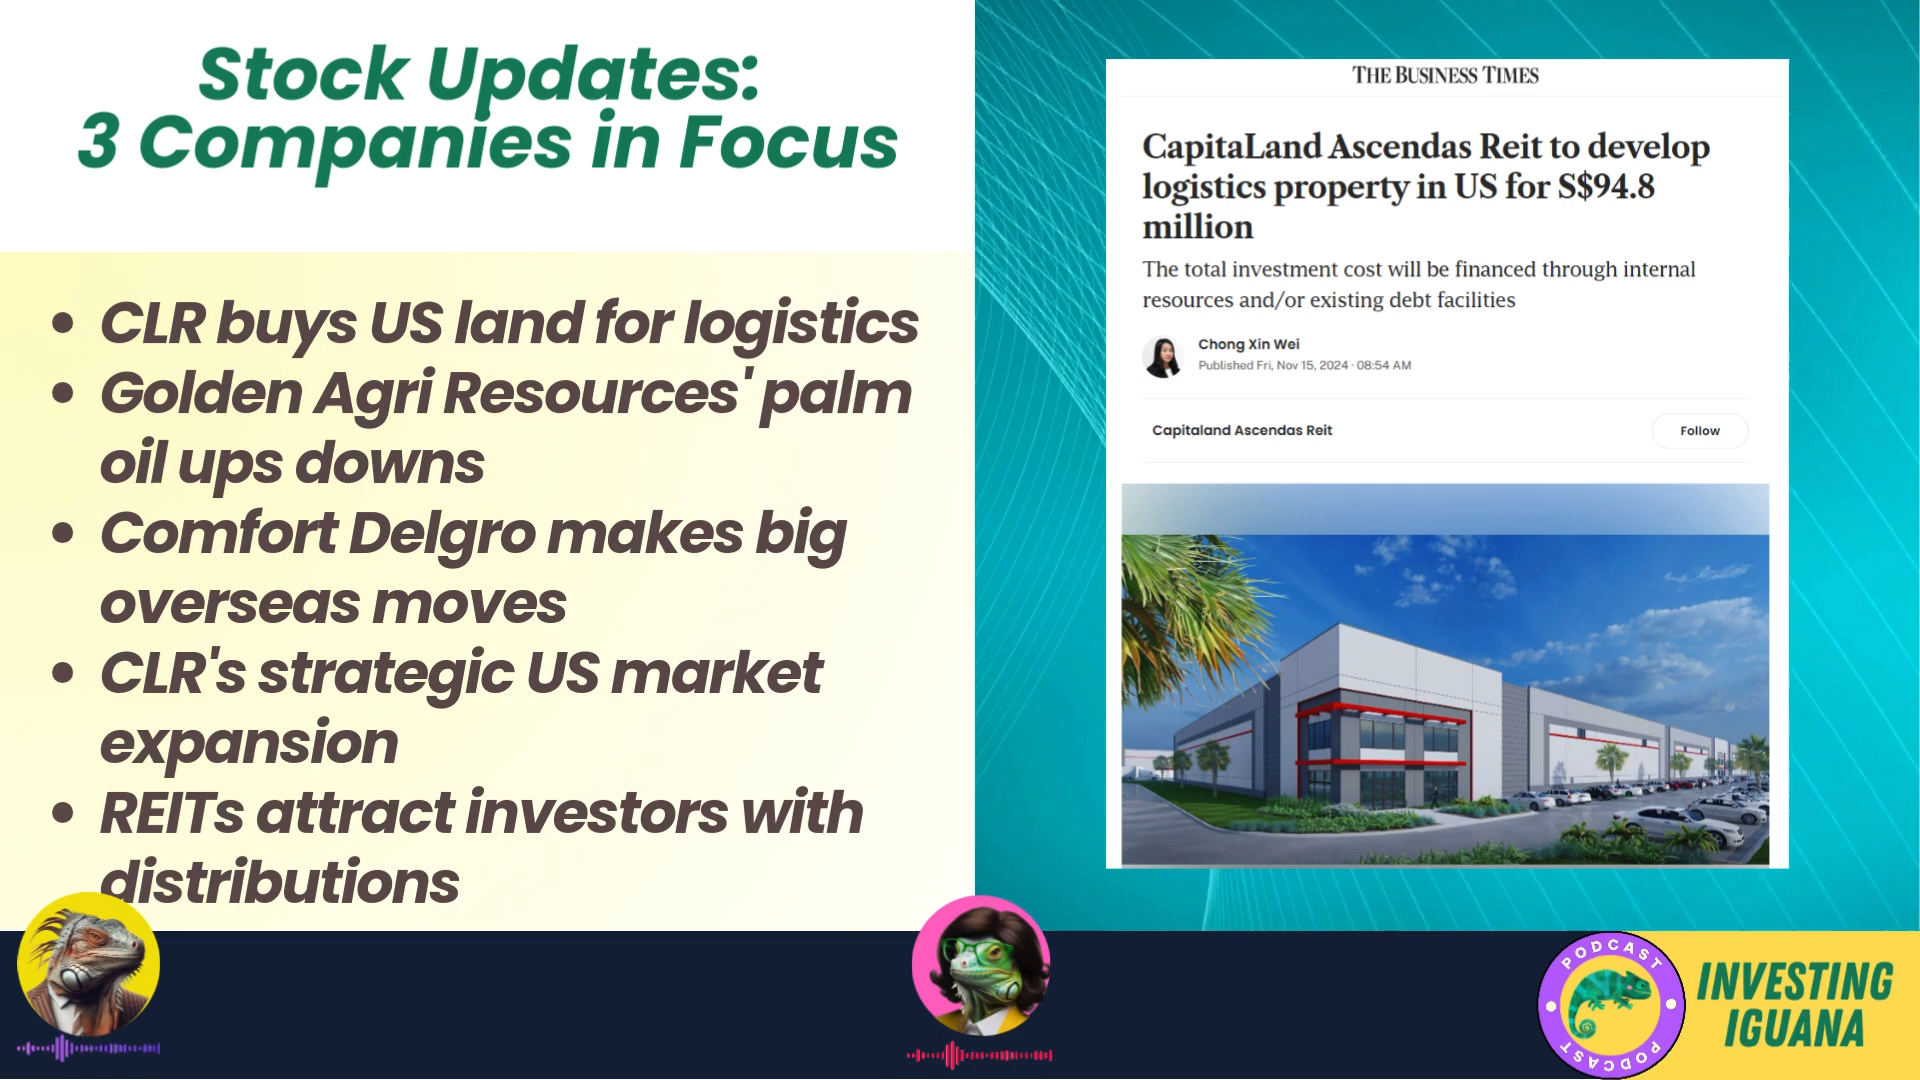 Stock Updates:
3 Companies in Focus
• CLR buys US land for logistics
• Golden Agri Resources' palm
oil ups downs
• Comfort Delgro makes big
overseas moves
• CLR's strategic US market
expansion
• REITs attract investors with
distributions
THE BUSINESS TIMES
CapitaLand Ascendas Reit to develop
logistics property in US for S$94.8
million
The total investment cost will be financed through internal
resources and/or existing debt facilities
Chong Xin Wei
Published Fri, Nov 15, 2024 · 08:54 AM
Capitaland Ascendas Reit
Follow
PODCAST
PODCAST
INVESTING
IGUANA